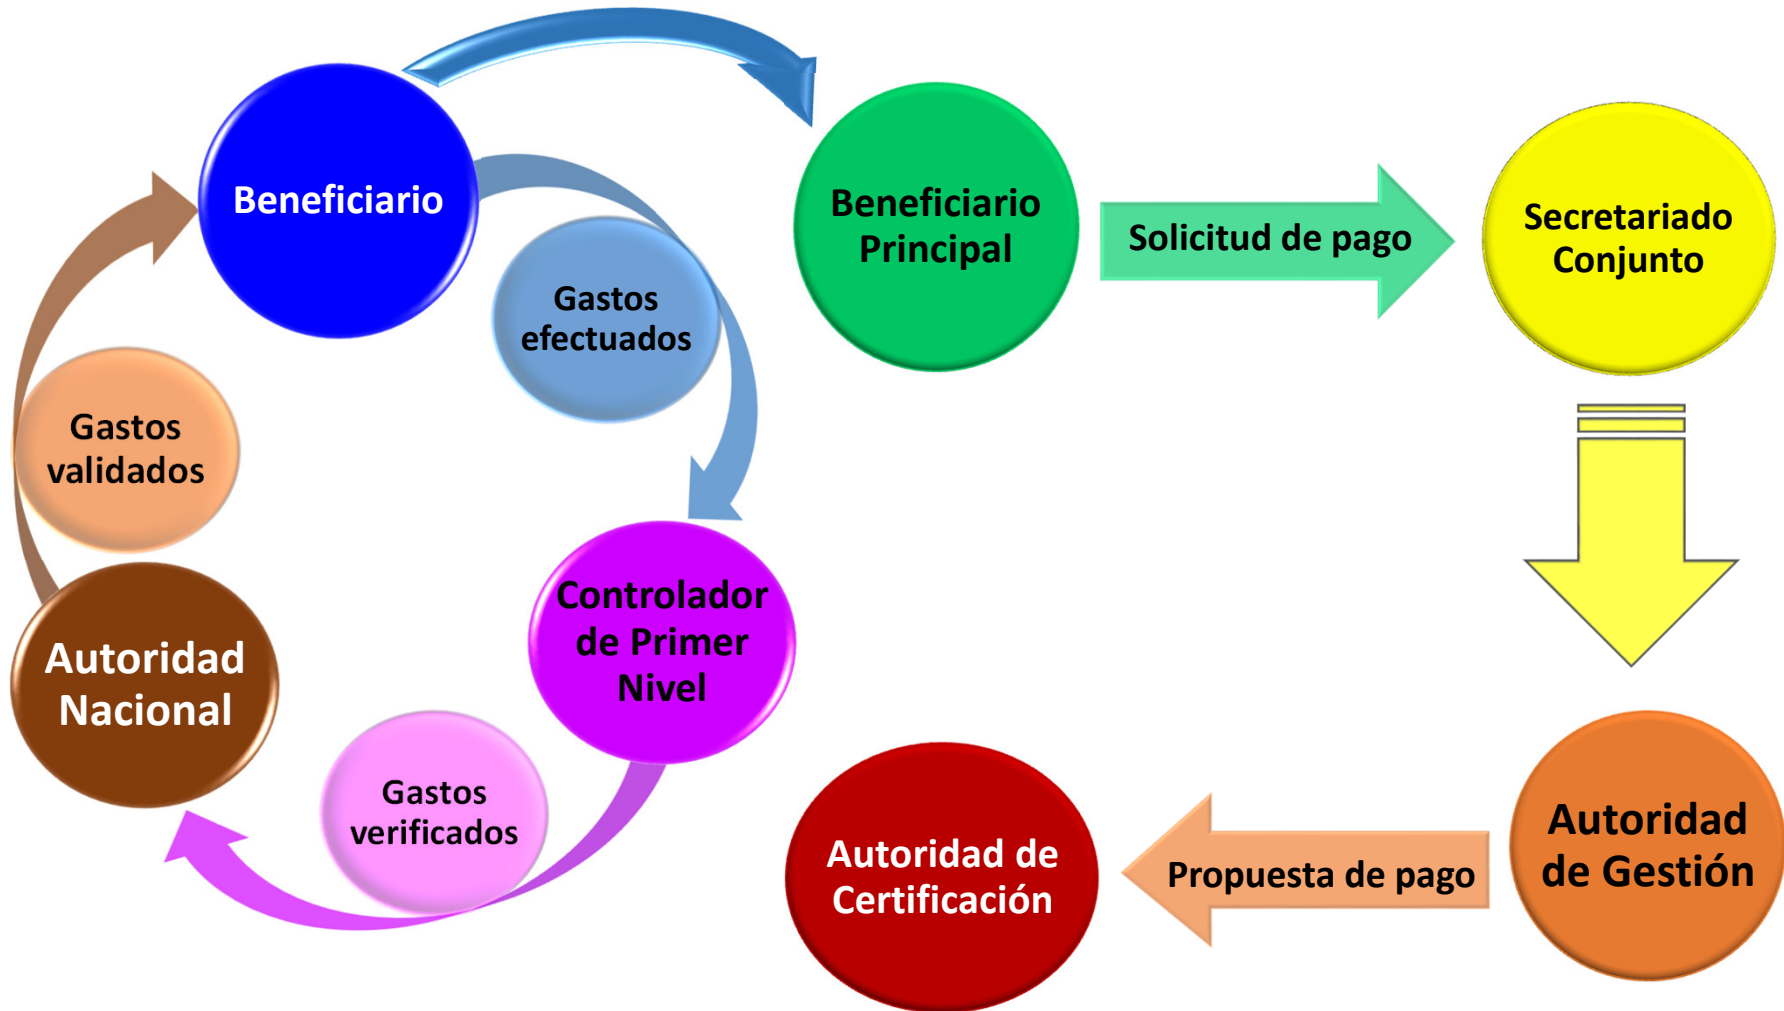 Beneficiario
Beneficiario
Principal
Solicitud de pago
Secretariado
Conjunto
Gastos
efectuados
Gastos
validados
Controlador
de Primer
Nivel
Autoridad
Nacional
Gastos
verificados
Autoridad de
Certificación
Propuesta de pago
Autoridad
de Gestión